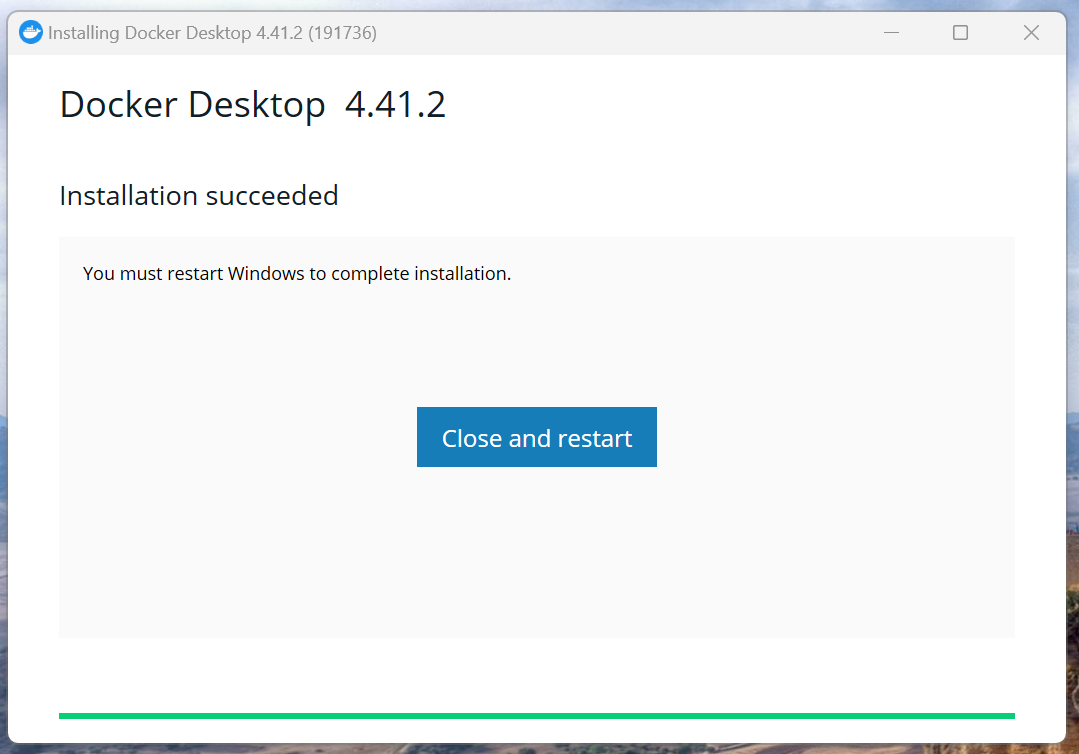 Installing Docker Desktop 4.41.2 (191736)
Docker Desktop 4.41.2
Installation succeeded
You must restart Windows to complete installation.
Close and restart